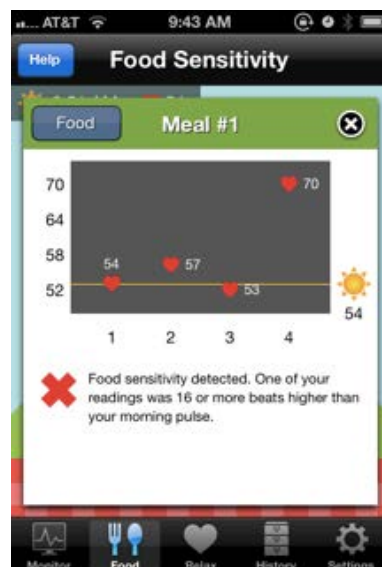 AT&T 9:43 AM
Help Food Sensitivity
Food Meal #1
70 70
64
58 54 57
52 53
54
1 2 3 4
Food sensitivity detected. One of your
readings was 16 or more beats higher than
your morning pulse.
Monitor Food Relax History Settings